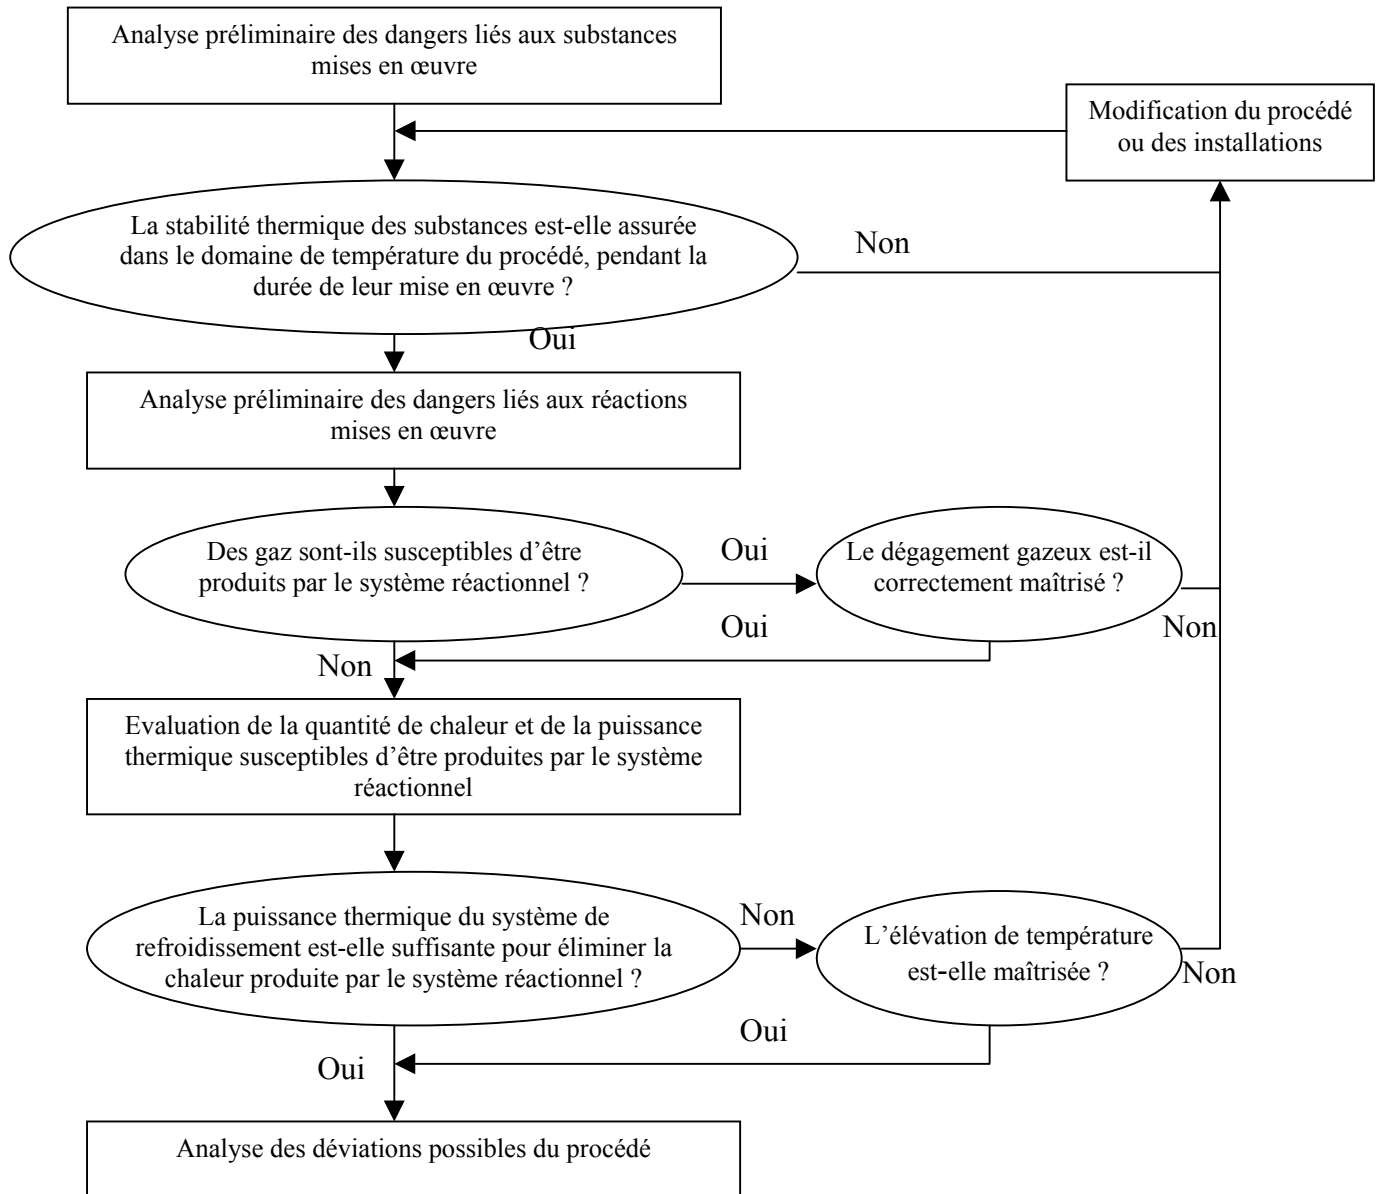 Analyse préliminaire des dangers liés aux substances
mises en œuvre
Modification du procédé
ou des installations
La stabilité thermique des substances est-elle assurée
dans le domaine de température du procédé, pendant la
durée de leur mise en œuvre ?
Non
Oui
Analyse préliminaire des dangers liés aux réactions
mises en œuvre
Des gaz sont-ils susceptibles d’être
produits par le système réactionnel ?
Oui
Le dégagement gazeux est-il
correctement maîtrisé ?
Oui
Non
Non
Evaluation de la quantité de chaleur et de la puissance
thermique susceptibles d’être produites par le système
réactionnel
La puissance thermique du système de
refroidissement est-elle suffisante pour éliminer la
chaleur produite par le système réactionnel ?
Non
L’élévation de température
est-elle maîtrisée ?
Non
Oui
Oui
Analyse des déviations possibles du procédé